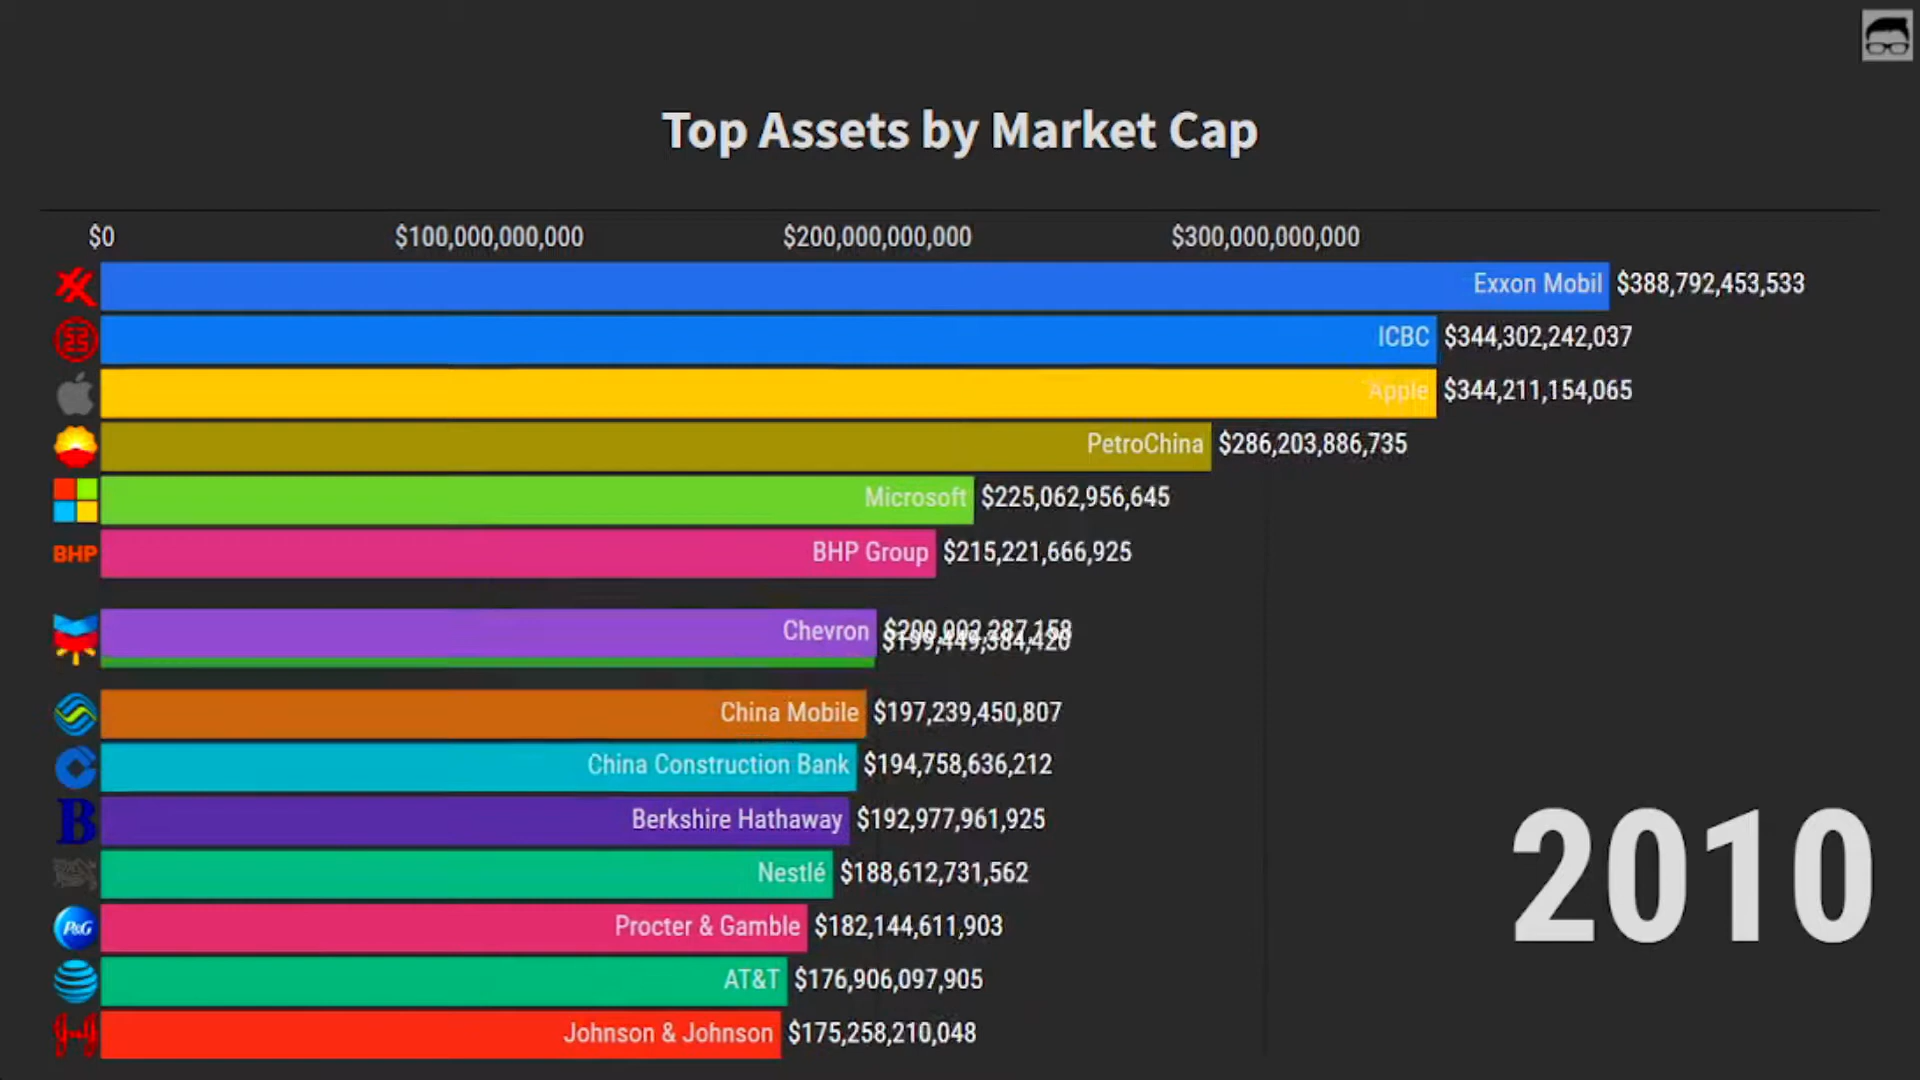 Top Assets by Market Cap
$0 $100,000,000,000 $200,000,000,000 $300,000,000,000
Exxon Mobil $388,792,453,533
ICBC $344,302,242,037
Apple $344,211,154,065
PetroChina $286,203,886,735
Microsoft $225,062,956,645
BHP BHP Group $215,221,666,925
Chevron
$199,449,384,420
China Mobile $197,239,450,807
China Construction Bank $194,758,636,212
B Berkshire Hathaway $192,977,961,925
Nestlé $188,612,731,562
P&G Procter & Gamble $182,144,611,903
AT&T $176,906,097,905
J&J Johnson & Johnson $175,258,210,048
2010